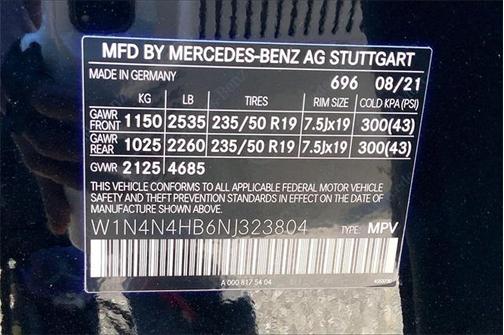 MFD BY MERCEDES-BENZ AG STUTTGART
MADE IN GERMANY 696 08/21
KG LB TIRES RIM SIZE COLD KPA (PSI)
GAWR FRONT 1150 2535 235/50 R19 7.5Jx19 300(43)
GAWR REAR 1025 2260 235/50 R19 7.5Jx19 300(43)
GVWR 2125 4685
THIS VEHICLE CONFORMS TO ALL APPLICABLE FEDERAL MOTOR VEHICLE
SAFETY AND THEFT PREVENTION STANDARDS IN EFFECT ON THE DATE OF
MANUFACTURE AS SHOWN ABOVE.
W1N4N4HB6NJ323804 TYPE: MPV
A 000 817 54 04